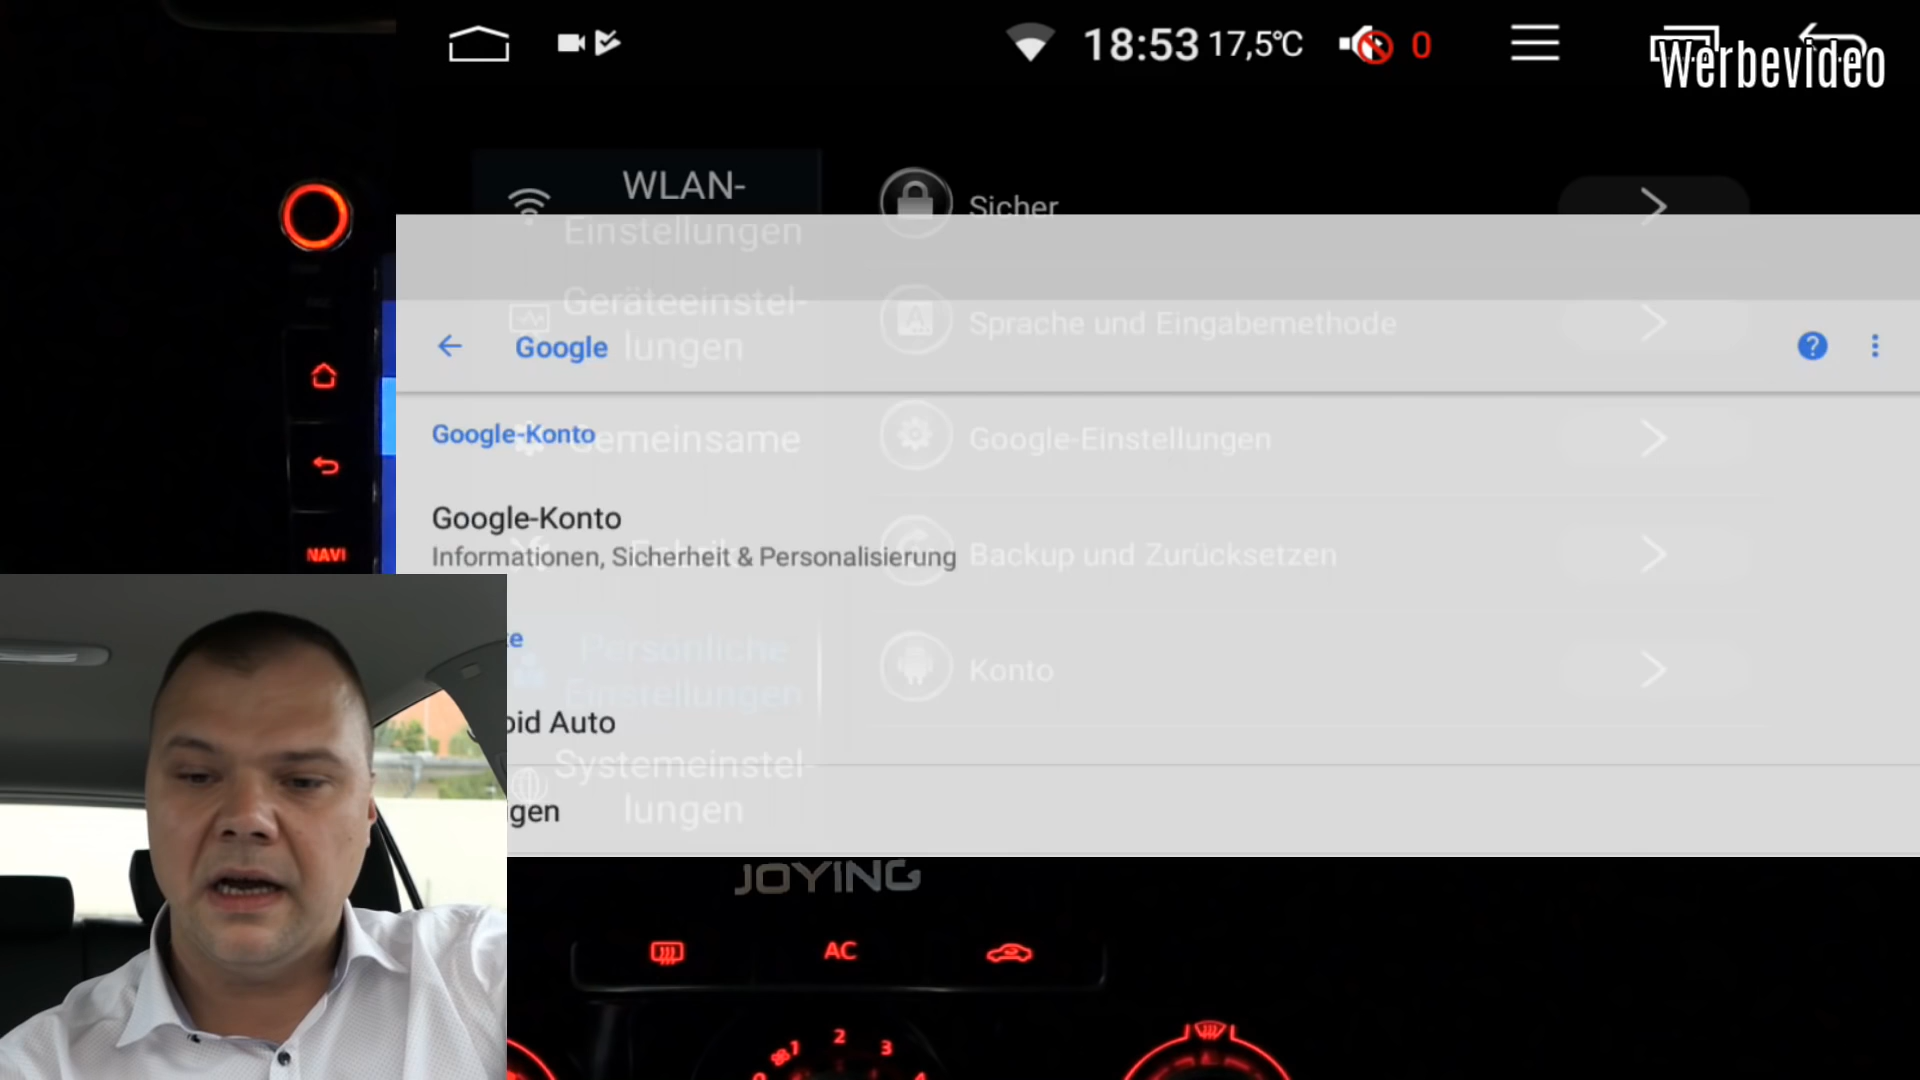 18:53 17,5°C 0
Werbevideo
WLAN-
Einstellungen
Sicher
Geräteeinstel-
lungen
Sprache und Eingabemethode
Google
?
Google-Konto
Gemeinsame
Google-Einstellungen
Google-Konto
Informationen, Sicherheit & Personalisierung
Backup und Zurücksetzen
NAVI
Persönliche
Einstellungen
Konto
oid Auto
Systemeinstel-
lungen
gen
JOYING
AC
1 2 3